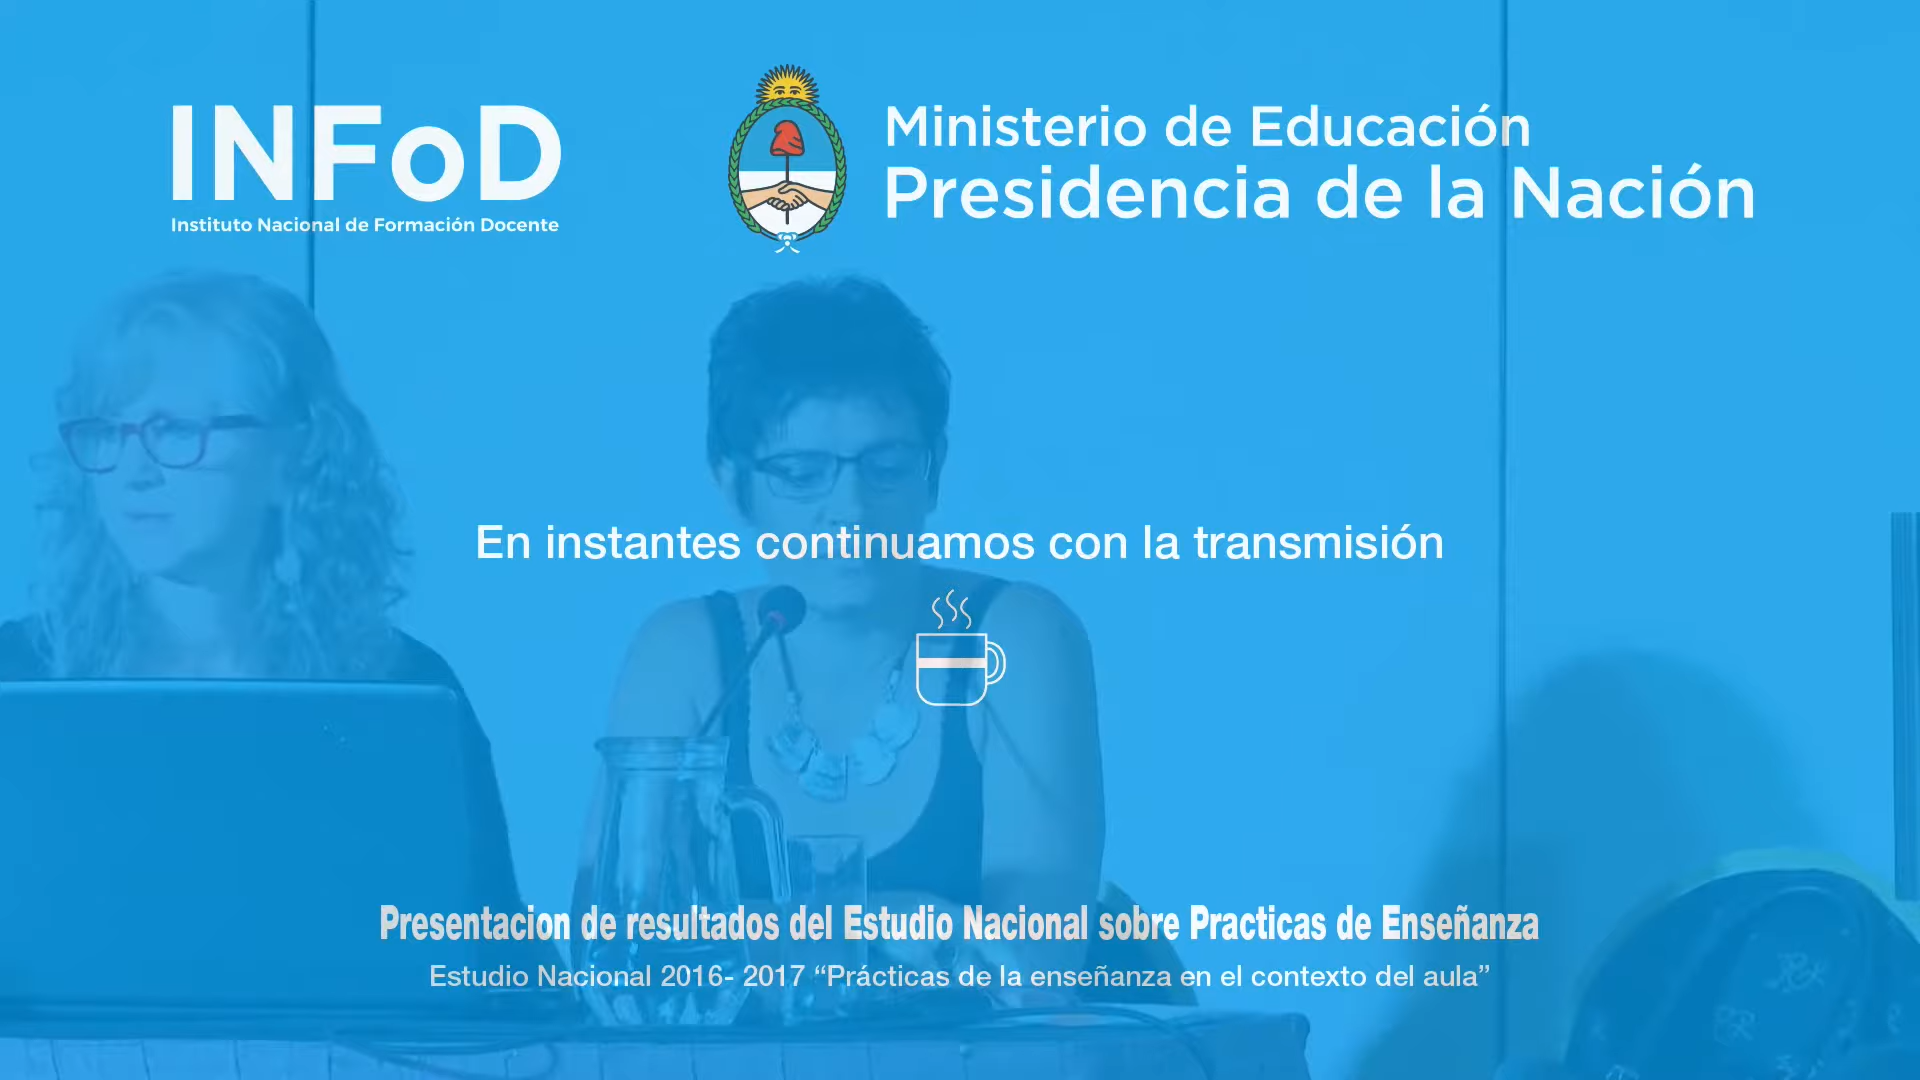 INFoD
Instituto Nacional de Formación Docente
Ministerio de Educación
Presidencia de la Nación
En instantes continuamos con la transmisión
Presentacion de resultados del Estudio Nacional sobre Practicas de Enseñanza
Estudio Nacional 2016- 2017 “Prácticas de la enseñanza en el contexto del aula”